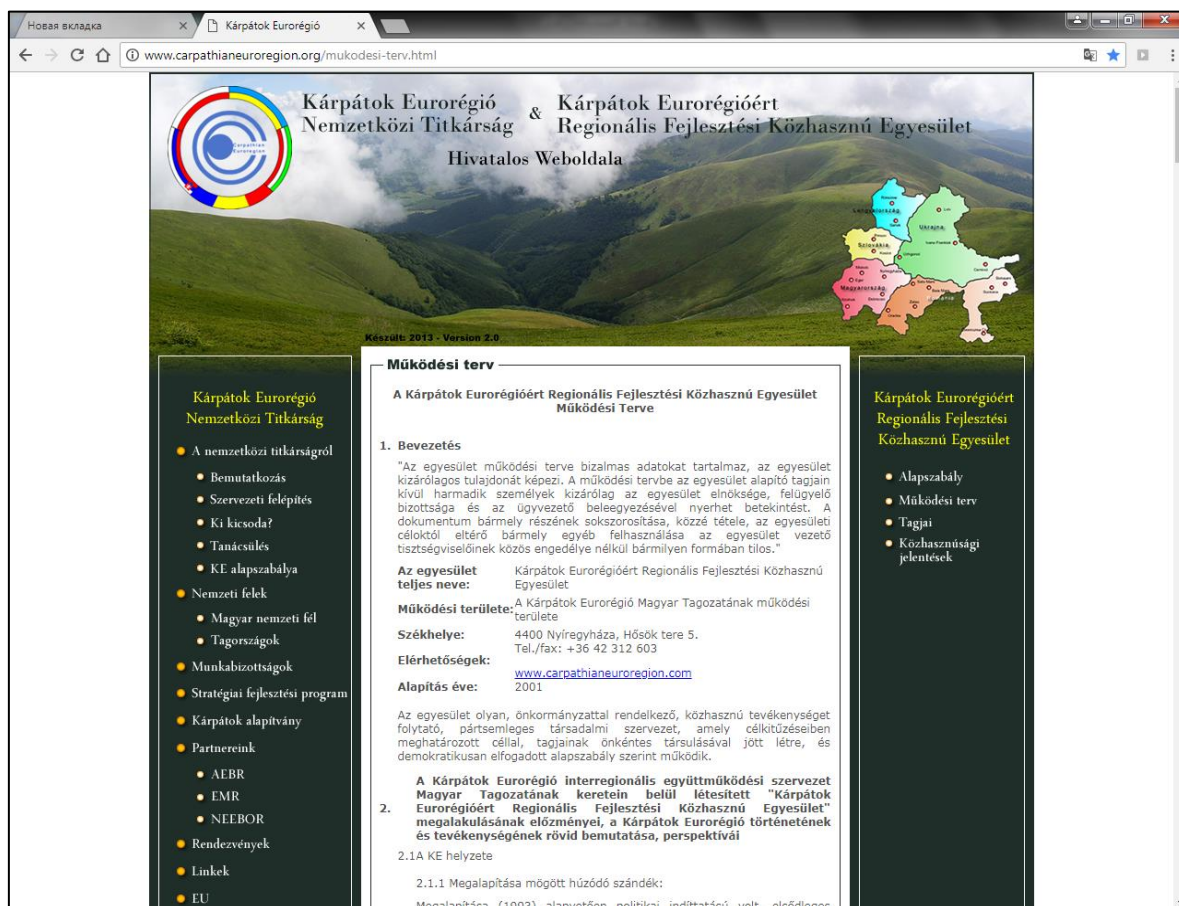 Новая вкладка
Kárpátok Eurorégió
www.carpathianeuroregion.org/mukodesi-terv.html
Carpathian
Euroregion
Kárpátok Eurorégió
Nemzetközi Titkárság
&
Kárpátok Eurorégióért
Regionális Fejlesztési Közhasznú Egyesület
Hivatalos Weboldala
Lengyelország
Ukrajna
Szlovákia
Magyarország
Románia
Készült: 2013 - Version 2.0
Kárpátok Eurorégió
Nemzetközi Titkárság
A nemzetközi titkárságról
Bemutatkozás
Szervezeti felépítés
Ki kicsoda?
Tanácsülés
KE alapszabálya
Nemzeti felek
Magyar nemzeti fél
Tagországok
Munkabizottságok
Stratégiai fejlesztési program
Kárpátok alapítvány
Partnereink
AEBR
EMR
NEEBOR
Rendezvények
Linkek
EU
Működési terv
A Kárpátok Eurorégióért Regionális Fejlesztési Közhasznú Egyesület
Működési Terve
1. Bevezetés
"Az egyesület működési terve bizalmas adatokat tartalmaz, az egyesület
kizárólagos tulajdonát képezi. A működési tervbe az egyesület alapító tagjain
kívül harmadik személyek kizárólag az egyesület elnöksége, felügyelő
bizottsága és az ügyvezető beleegyezésével nyerhet betekintést. A
dokumentum bármely részének sokszorosítása, közzé tétele, az egyesületi
céloktól eltérő bármely egyéb felhasználása az egyesület vezető
tisztségviselőinek közös engedélye nélkül bármilyen formában tilos."
Az egyesület teljes neve: Kárpátok Eurorégióért Regionális Fejlesztési Közhasznú
Egyesület
Működési területe: A Kárpátok Eurorégió Magyar Tagozatának működési
területe
Székhelye: 4400 Nyíregyháza, Hősök tere 5.
Tel./fax: +36 42 312 603
Elérhetőségek:
www.carpathianeuroregion.com
Alapítás éve: 2001
Az egyesület olyan, önkormányzattal rendelkező, közhasznú tevékenységet
folytató, pártsemleges társadalmi szervezet, amely célkitűzéseiben
meghatározott céllal, tagjainak önkéntes társulásával jött létre, és
demokratikusan elfogadott alapszabály szerint működik.
2. A Kárpátok Eurorégió interregionális együttműködési szervezet
Magyar Tagozatának keretein belül létesített "Kárpátok
Eurorégióért Regionális Fejlesztési Közhasznú Egyesület"
megalakulásának előzményei, a Kárpátok Eurorégió történetének
és tevékenységének rövid bemutatása, perspektívái
2.1A KE helyzete
2.1.1 Megalapítása mögött húzódó szándék:
Megalapítása (1993) alapvetően politikai indíttatású volt, elsődleges
Kárpátok Eurorégióért
Regionális Fejlesztési
Közhasznú Egyesület
Alapszabály
Működési terv
Tagjai
Közhasznúsági
jelentések